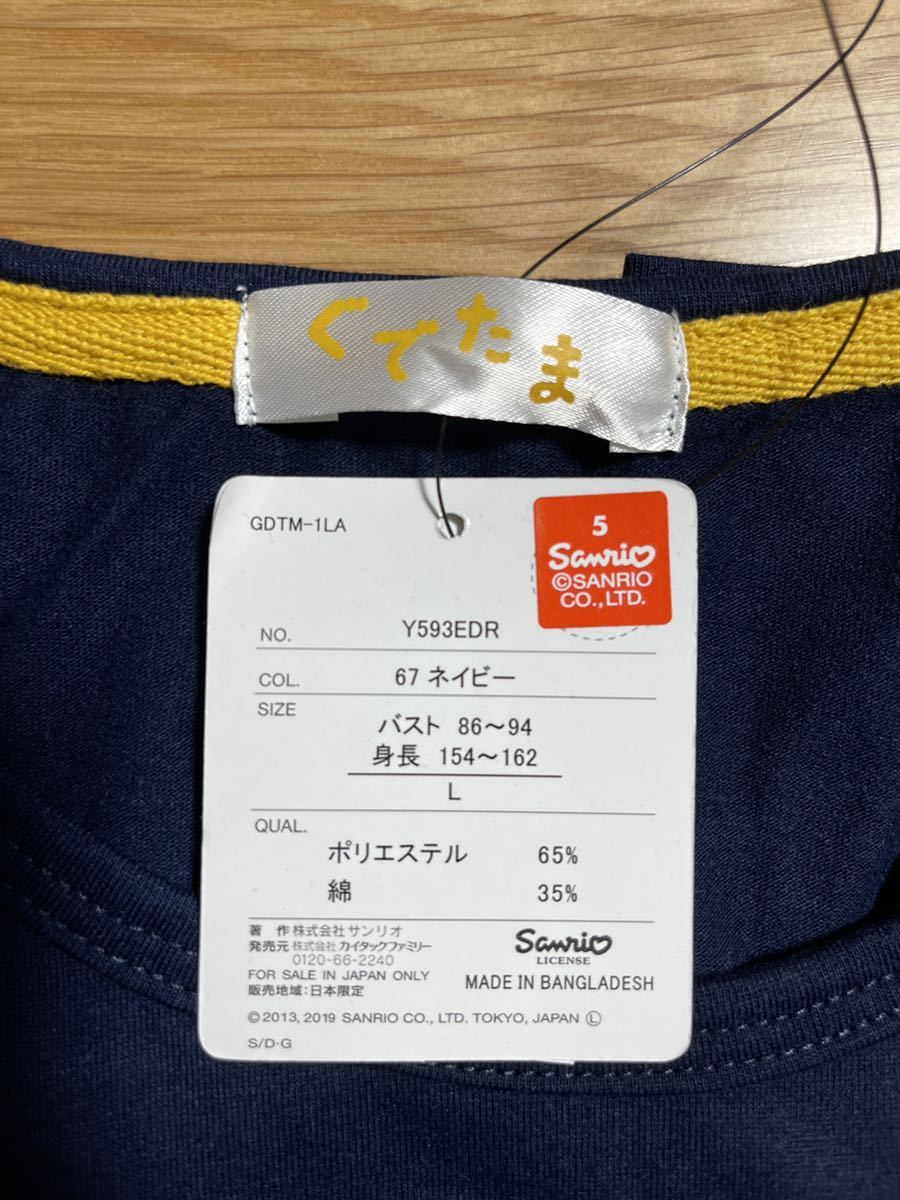 ぐでたま
GDTM-1LA
5
Sanrio
©SANRIO
CO.,LTD.
NO. Y593EDR
COL. 67 ネイビー
SIZE
バスト 86～94
身長 154～162
L
QUAL.
ポリエステル 65%
綿 35%
著 作 株式会社サンリオ
発売元 株式会社 カイタックファミリー
0120-66-2240
FOR SALE IN JAPAN ONLY
販売地域:日本限定
Sanrio
LICENSE
MADE IN BANGLADESH
©2013, 2019 SANRIO CO., LTD. TOKYO, JAPAN Ⓛ
S/D·G